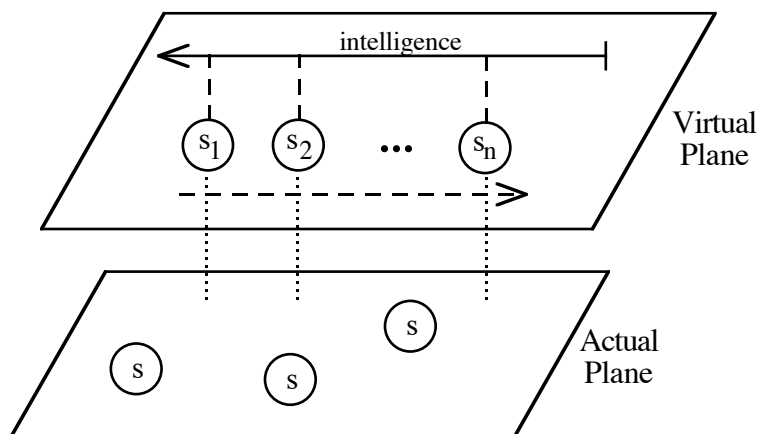 intelligence
s1 s2 ... sn
Virtual
Plane
s
s
s
Actual
Plane